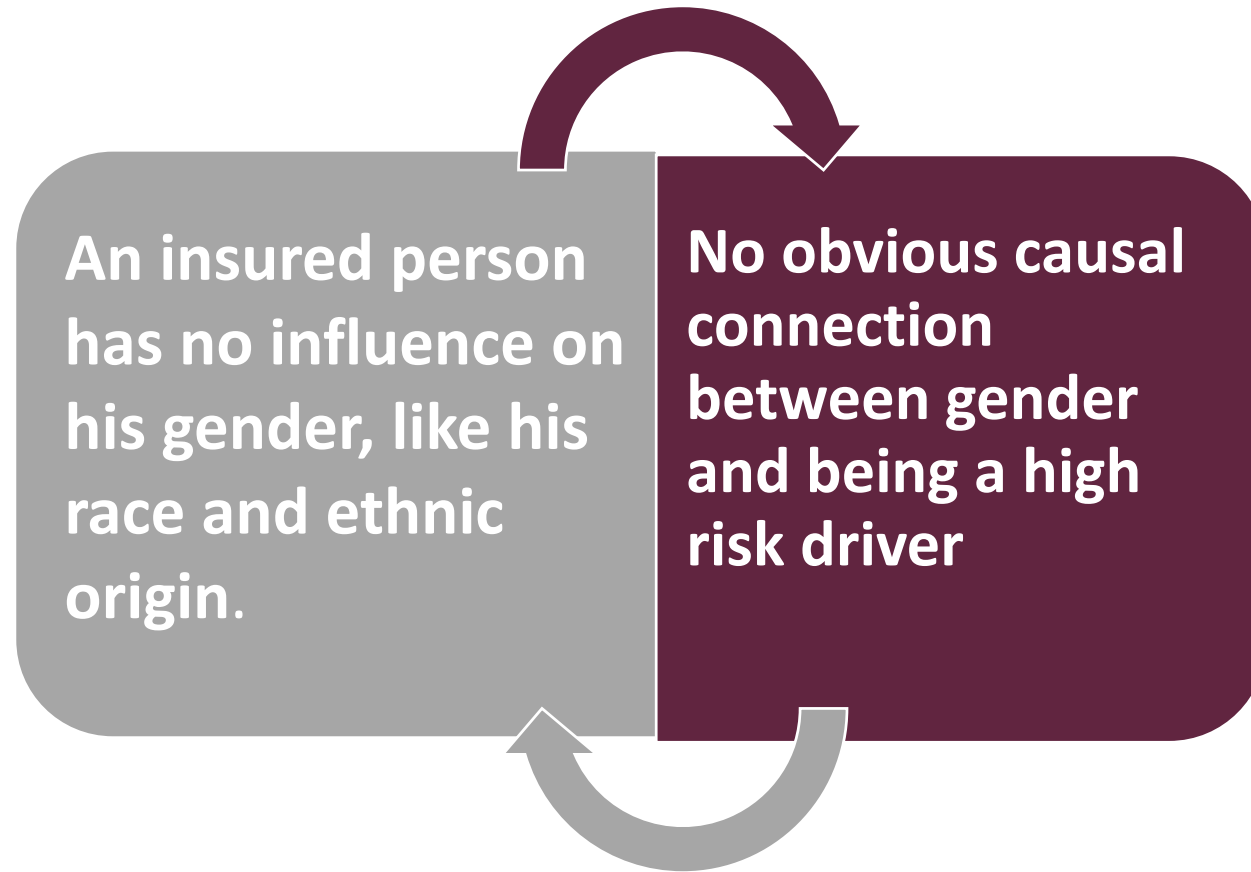 An insured person
has no influence on
his gender, like his
race and ethnic
origin.
No obvious causal
connection
between gender
and being a high
risk driver